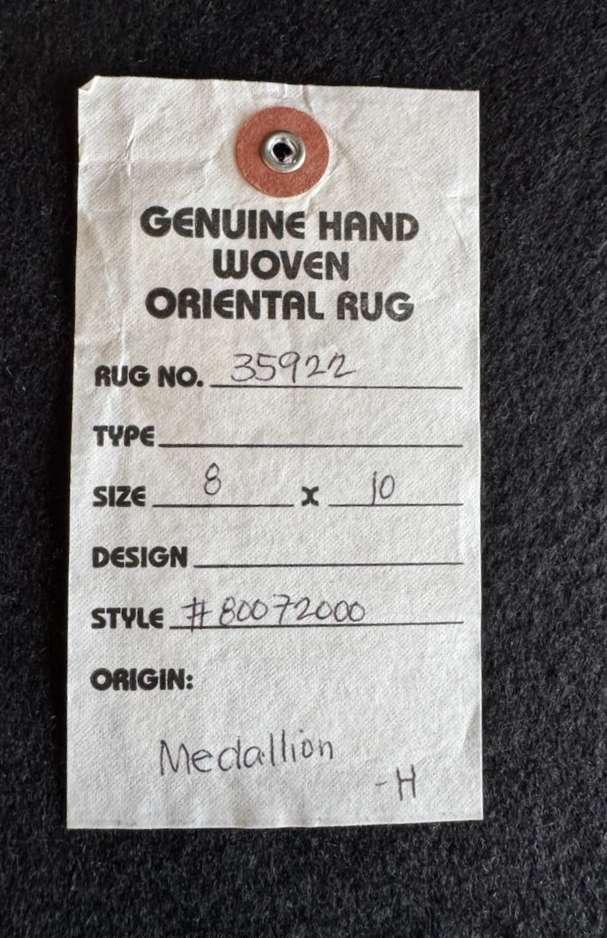 GENUINE HAND
WOVEN
ORIENTAL RUG
RUG NO. 35922
TYPE
SIZE 8 x 10
DESIGN
STYLE #80072000
ORIGIN:
Medallion
-H